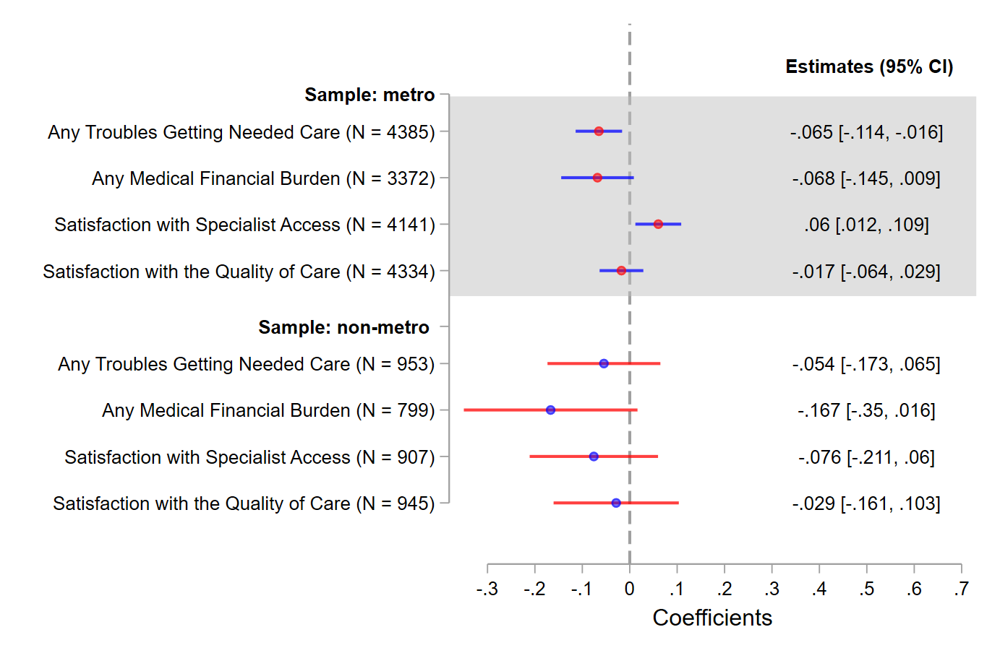 Estimates (95% CI)
Sample: metro
Any Troubles Getting Needed Care (N = 4385) -.065 [-.114, -.016]
Any Medical Financial Burden (N = 3372) -.068 [-.145, .009]
Satisfaction with Specialist Access (N = 4141) .06 [.012, .109]
Satisfaction with the Quality of Care (N = 4334) -.017 [-.064, .029]
Sample: non-metro
Any Troubles Getting Needed Care (N = 953) -.054 [-.173, .065]
Any Medical Financial Burden (N = 799) -.167 [-.35, .016]
Satisfaction with Specialist Access (N = 907) -.076 [-.211, .06]
Satisfaction with the Quality of Care (N = 945) -.029 [-.161, .103]
-.3 -.2 -.1 0 .1 .2 .3 .4 .5 .6 .7
Coefficients